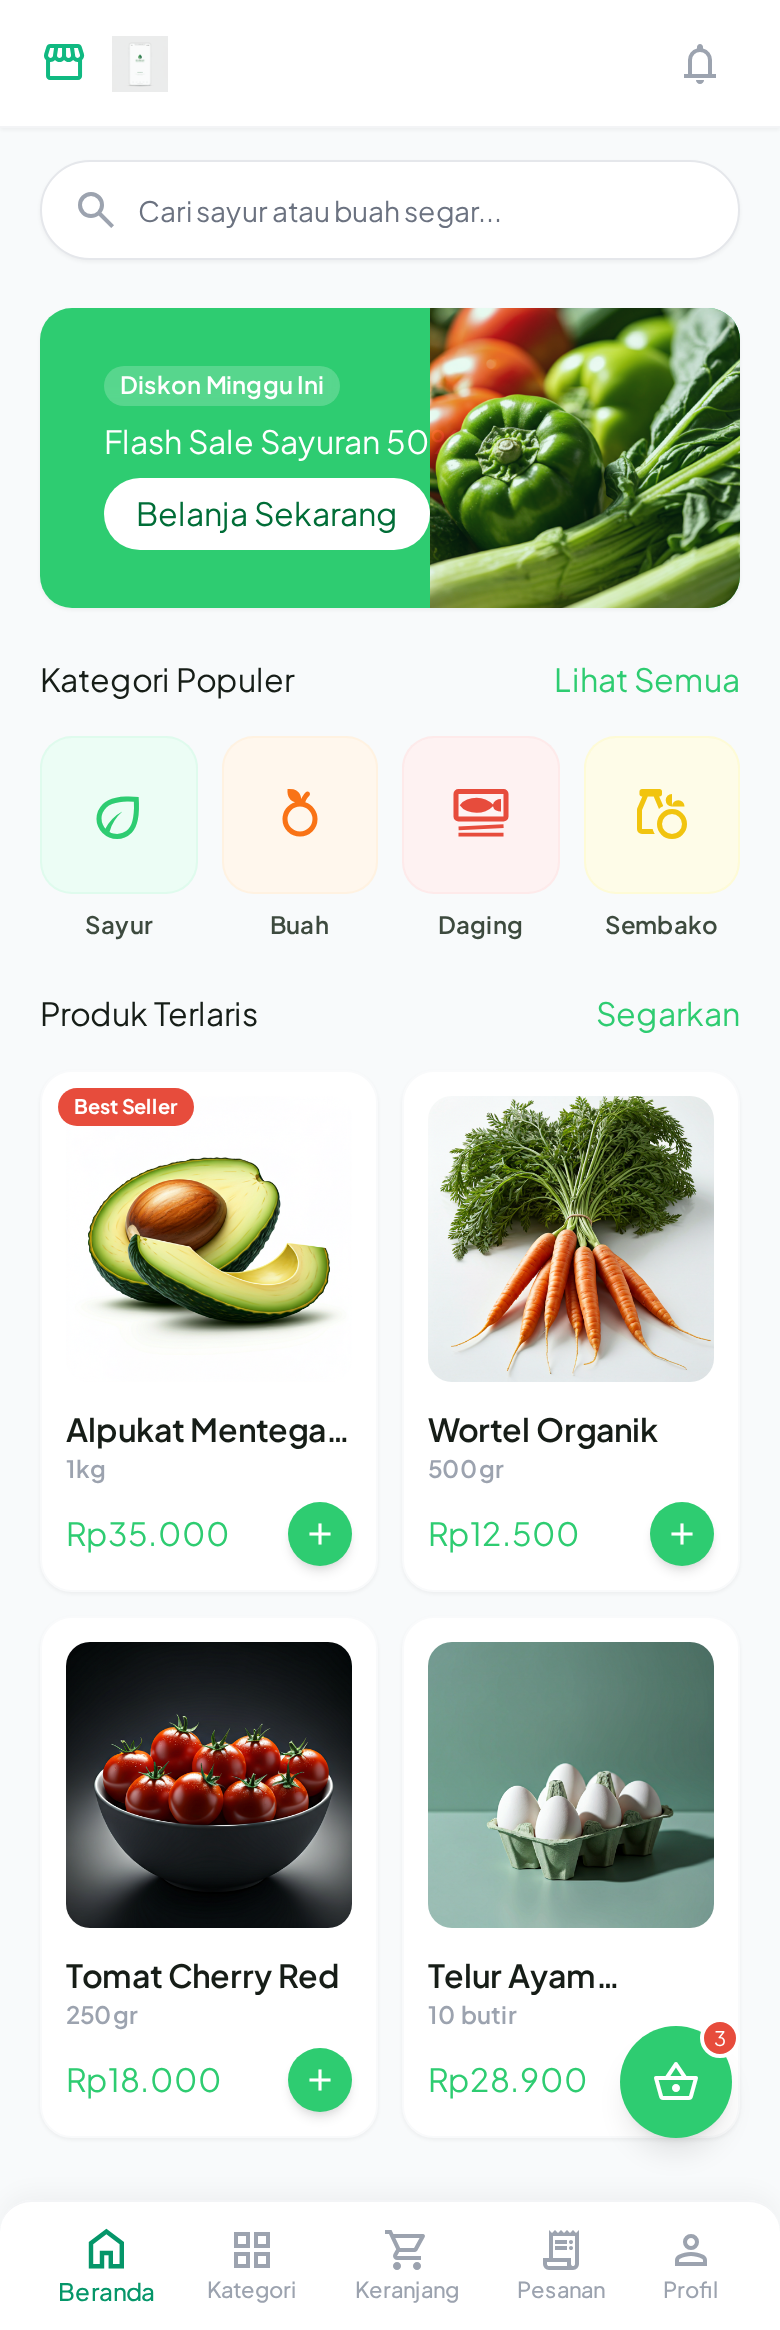 Cari sayur atau buah segar...
Diskon Minggu Ini
Flash Sale Sayuran 50
Belanja Sekarang
Kategori Populer
Lihat Semua
Sayur
Buah
Daging
Sembako
Produk Terlaris
Segarkan
Best Seller
Alpukat Mentega...
1kg
Rp35.000
Wortel Organik
500gr
Rp12.500
Tomat Cherry Red
250gr
Rp18.000
Telur Ayam...
10 butir
Rp28.900
3
Beranda
Kategori
Keranjang
Pesanan
Profil